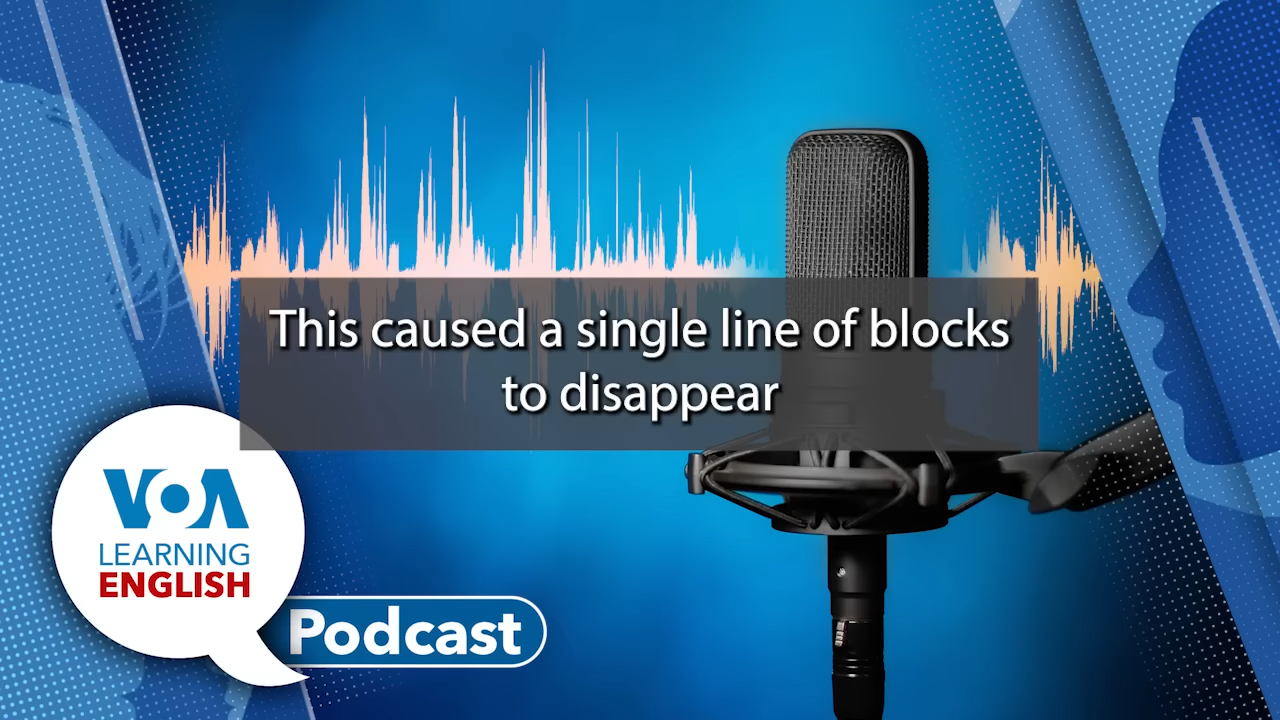 This caused a single line of blocks
to disappear
VOA
LEARNING
ENGLISH
Podcast